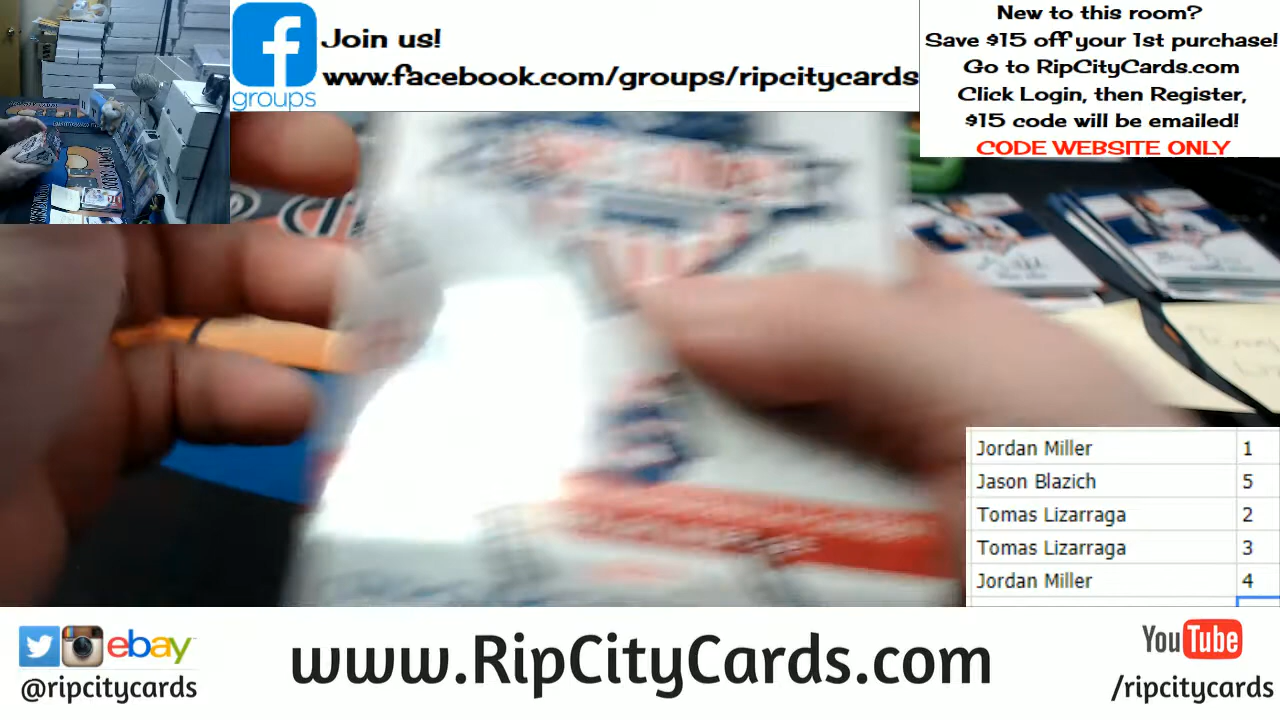 Join us!
www.facebook.com/groups/ripcitycards
groups
New to this room?
Save $15 off your 1st purchase!
Go to RipCityCards.com
Click Login, then Register,
$15 code will be emailed!
CODE WEBSITE ONLY
Jordan Miller 1
Jason Blazich 5
Tomas Lizarraga 2
Tomas Lizarraga 3
Jordan Miller 4
ebay
@ripcitycards
www.RipCityCards.com
YouTube
/ripcitycards